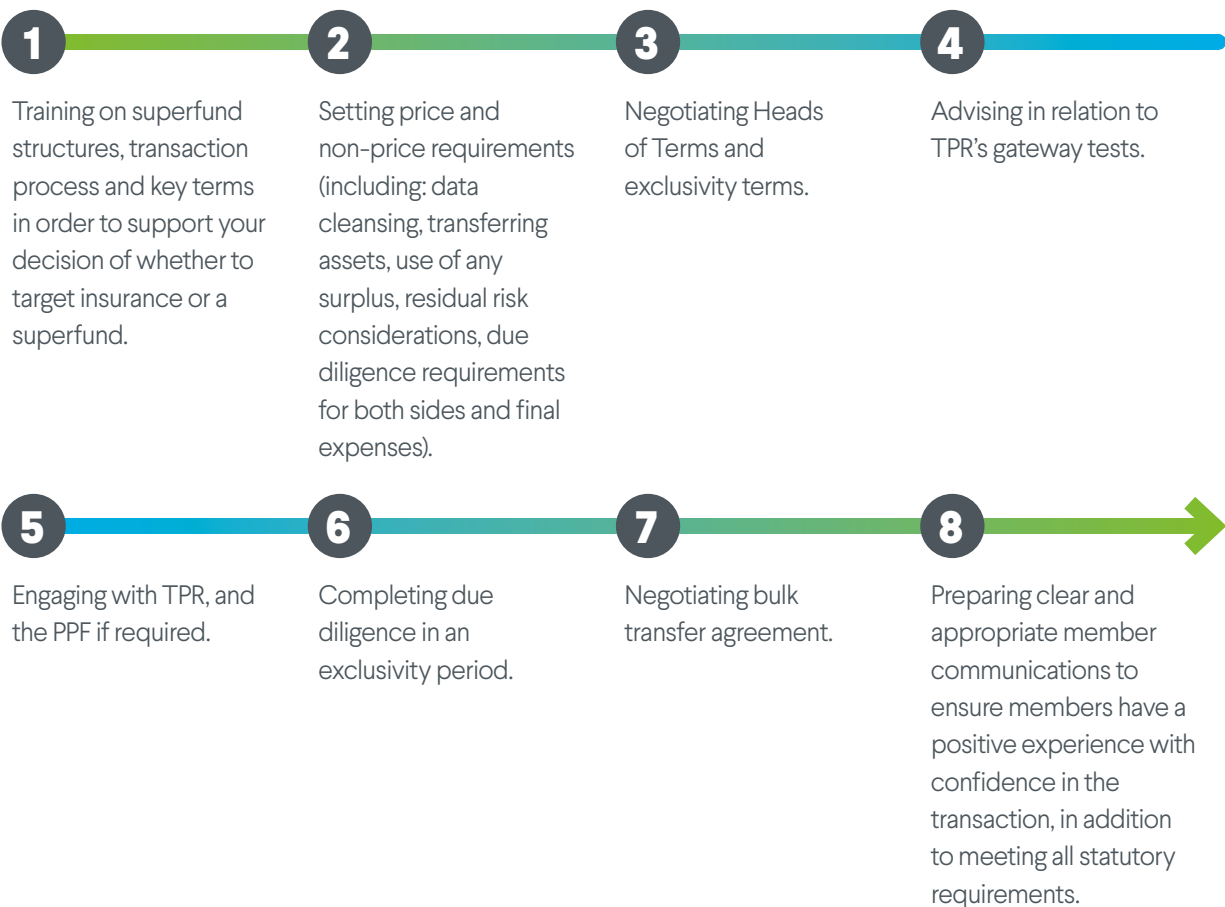 1
Training on superfund
structures, transaction
process and key terms
in order to support your
decision of whether to
target insurance or a
superfund.
2
Setting price and
non-price requirements
(including: data
cleansing, transferring
assets, use of any
surplus, residual risk
considerations, due
diligence requirements
for both sides and final
expenses).
3
Negotiating Heads
of Terms and
exclusivity terms.
4
Advising in relation to
TPR’s gateway tests.
5
Engaging with TPR, and
the PPF if required.
6
Completing due
diligence in an
exclusivity period.
7
Negotiating bulk
transfer agreement.
8
Preparing clear and
appropriate member
communications to
ensure members have a
positive experience with
confidence in the
transaction, in addition
to meeting all statutory
requirements.